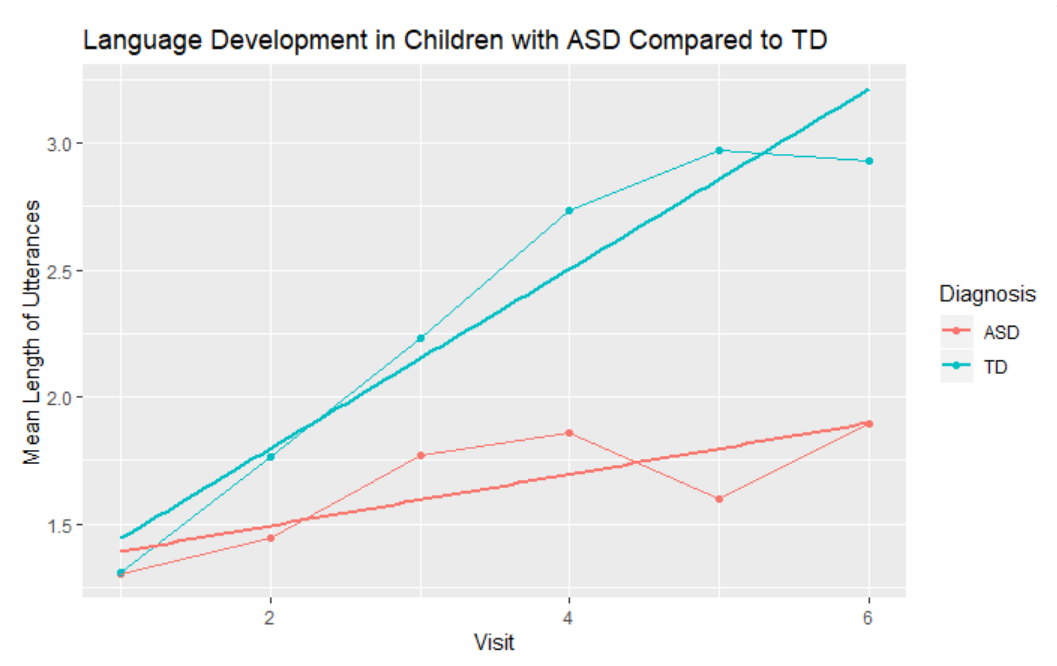 Language Development in Children with ASD Compared to TD
Mean Length of Utterances
3.0
2.5
2.0
1.5
2
4
6
Visit
Diagnosis
ASD
TD